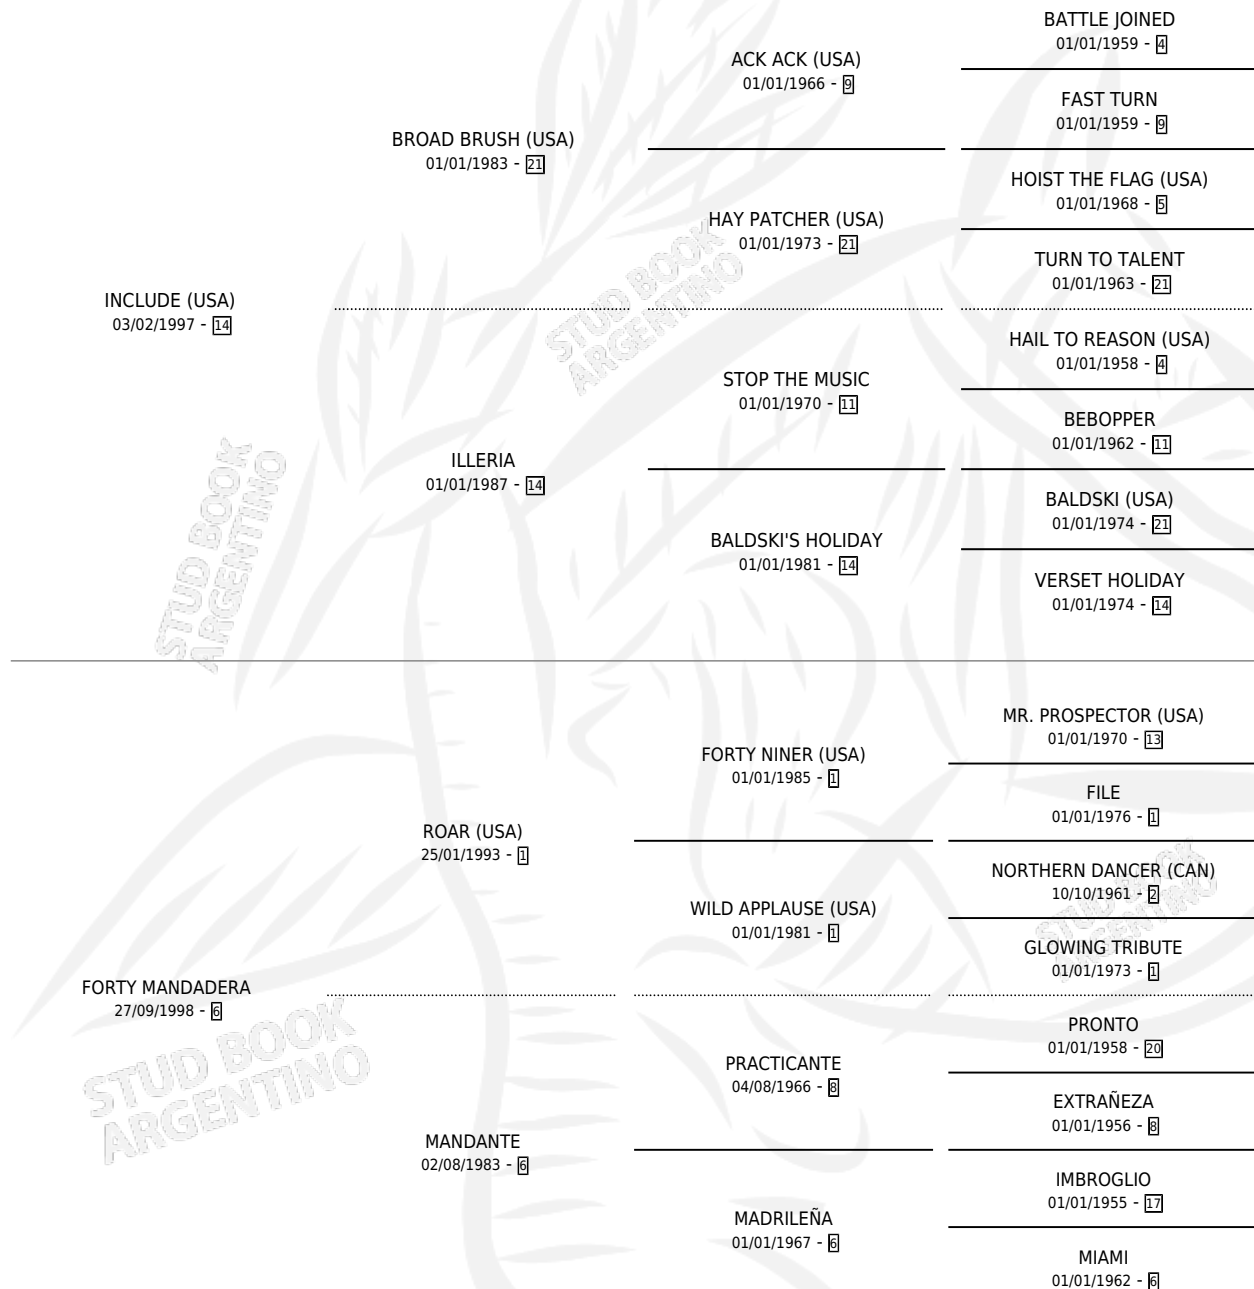 BATTLE JOINED
01/01/1959 - 4
ACK ACK (USA)
01/01/1966 - 9
FAST TURN
01/01/1959 - 9
BROAD BRUSH (USA)
01/01/1983 - 21
HOIST THE FLAG (USA)
01/01/1968 - 5
HAY PATCHER (USA)
01/01/1973 - 21
TURN TO TALENT
01/01/1963 - 21
INCLUDE (USA)
03/02/1997 - 14
HAIL TO REASON (USA)
01/01/1958 - 4
STOP THE MUSIC
01/01/1970 - 11
BEBOPPER
01/01/1962 - 11
ILLERIA
01/01/1987 - 14
BALDSKI (USA)
01/01/1974 - 21
BALDSKI'S HOLIDAY
01/01/1981 - 14
VERSET HOLIDAY
01/01/1974 - 14
MR. PROSPECTOR (USA)
01/01/1970 - 13
FORTY NINER (USA)
01/01/1985 - 1
FILE
01/01/1976 - 1
ROAR (USA)
25/01/1993 - 1
NORTHERN DANCER (CAN)
10/10/1961 - 2
WILD APPLAUSE (USA)
01/01/1981 - 1
GLOWING TRIBUTE
01/01/1973 - 1
FORTY MANDADERA
27/09/1998 - 6
PRONTO
01/01/1958 - 20
PRACTICANTE
04/08/1966 - 8
EXTRAÑEZA
01/01/1956 - 8
MANDANTE
02/08/1983 - 6
IMBROGLIO
01/01/1955 - 17
MADRILEÑA
01/01/1967 - 6
MIAMI
01/01/1962 - 6
STUD BOOK
ARGENTINO
STUD BOOK
ARGENTINO
STUD BOOK
ARGENTINO
STUD BOOK
ARGENTINO